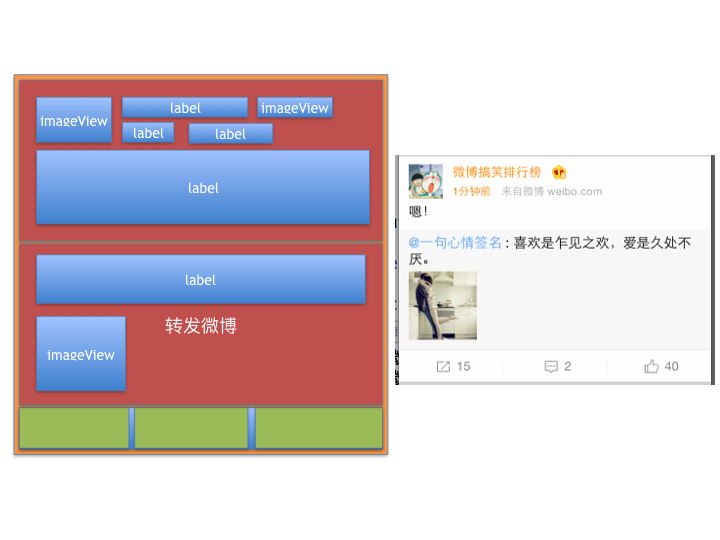 imageView
label
imageView
label
label
label
label
转发微博
imageView
微博搞笑排行榜
1分钟前 来自微博 weibo.com
嗯!
@一句心情签名 : 喜欢是乍见之欢，爱是久处不
厌。
15
2
40